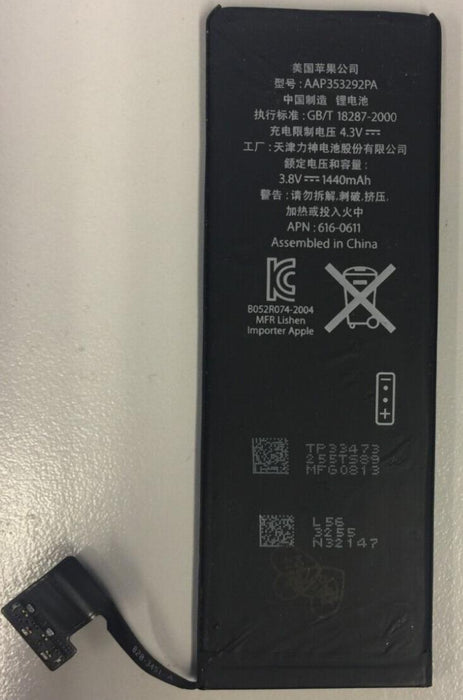 美国苹果公司
型号:AAP353292PA
中国制造 锂电池
执行标准:GB/T 18287-2000
充电限制电压 4.3V⎓
工厂:天津力神电池股份有限公司
额定电压和容量:
3.8V⎓1440mAh
警告:请勿拆解.刺破.挤压.
加热或投入火中
APN:616-0611
Assembled in China
B052R074-2004
MFR Lishen
Importer Apple
TP33473
255TS89
MFG0813
L56
3255
N32147